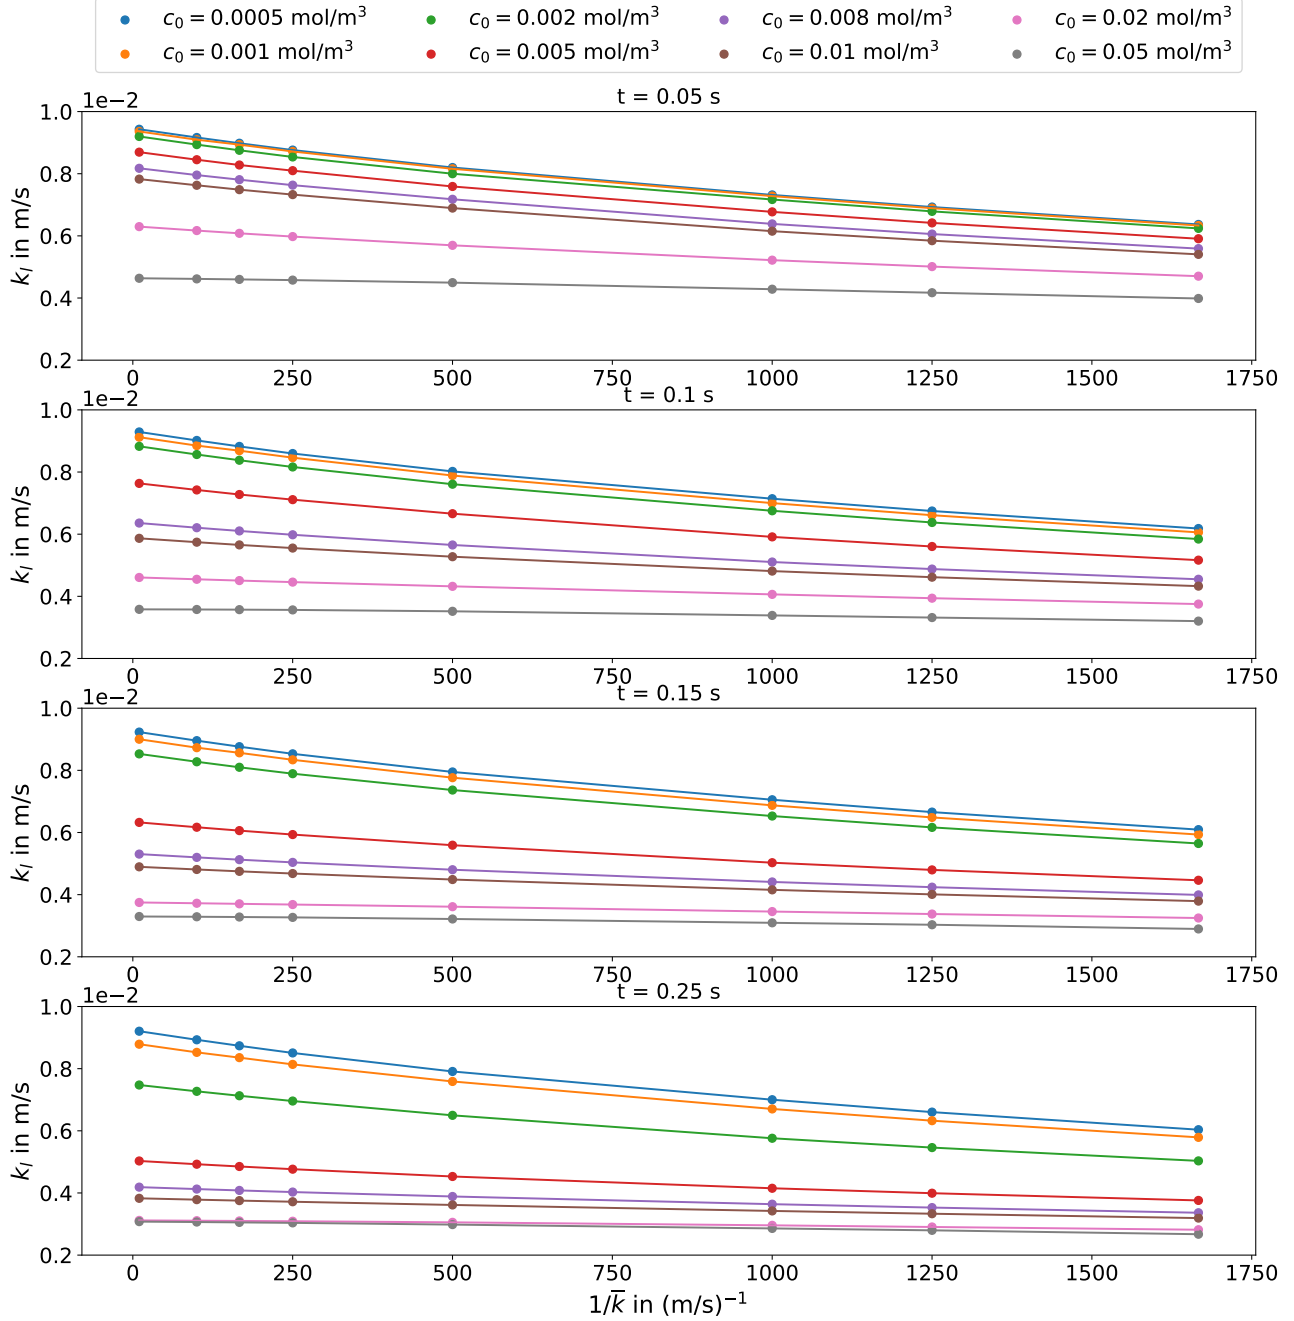 c₀ = 0.0005 mol/m³ c₀ = 0.002 mol/m³ c₀ = 0.008 mol/m³ c₀ = 0.02 mol/m³
c₀ = 0.001 mol/m³ c₀ = 0.005 mol/m³ c₀ = 0.01 mol/m³ c₀ = 0.05 mol/m³
1e−2
t = 0.05 s
1.0
0.8
0.6
0.4
0.2
kₗ in m/s
0 250 500 750 1000 1250 1500 1750
1e−2
t = 0.1 s
1.0
0.8
0.6
0.4
0.2
kₗ in m/s
0 250 500 750 1000 1250 1500 1750
1e−2
t = 0.15 s
1.0
0.8
0.6
0.4
0.2
kₗ in m/s
0 250 500 750 1000 1250 1500 1750
1e−2
t = 0.25 s
1.0
0.8
0.6
0.4
0.2
kₗ in m/s
0 250 500 750 1000 1250 1500 1750
1/k̅ in (m/s)⁻¹